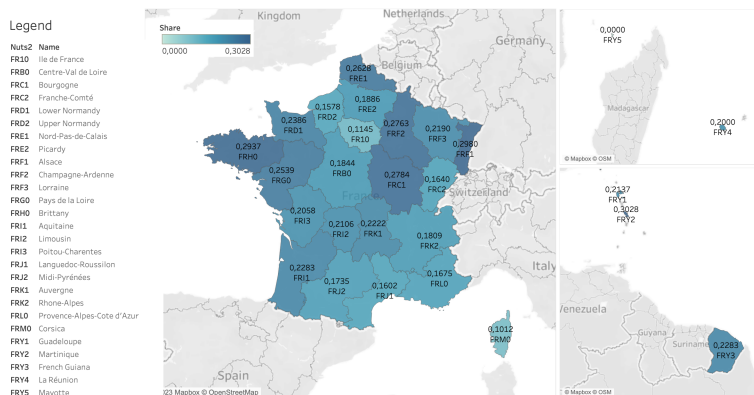 Legend
Nuts2 Name
FR10 Ile de France
FRB0 Centre-Val de Loire
FRC1 Bourgogne
FRC2 Franche-Comté
FRD1 Lower Normandy
FRD2 Upper Normandy
FRE1 Nord-Pas-de-Calais
FRE2 Picardy
FRF1 Alsace
FRF2 Champagne-Ardenne
FRF3 Lorraine
FRG0 Pays de la Loire
FRH0 Brittany
FRI1 Aquitaine
FRI2 Limousin
FRI3 Poitou-Charentes
FRJ1 Languedoc-Roussilon
FRJ2 Midi-Pyrénées
FRK1 Auvergne
FRK2 Rhone-Alpes
FRL0 Provence-Alpes-Cote d'Azur
FRM0 Corsica
FRY1 Guadeloupe
FRY2 Martinique
FRY3 French Guiana
FRY4 La Réunion
FRY5 Mayotte
Share
0,0000 0,3028
Kingdom
Netherlands
Germany
Belgium
0,2628
FRE1
0,1886
FRE2
0,1578
FRD2
0,2386
FRD1
0,2763
FRF2
0,2190
FRF3
0,2980
FRF1
0,1145
FR10
0,2937
FRH0
0,2539
FRG0
0,1844
FRB0
0,2784
FRC1
0,1640
FRC2
France
Switzerland
0,2058
FRI3
0,2106
FRI2
0,2222
FRK1
0,1809
FRK2
0,2283
FRI1
0,1735
FRJ2
0,1602
FRJ1
0,1675
FRL0
Italy
0,1012
FRM0
Spain
023 Mapbox © OpenStreetMap
0,0000
FRY5
Madagascar
0,2000
FRY4
© Mapbox © OSM
0,2137
FRY1
0,3028
FRY2
Venezuela
Guyana
Suriname
0,2283
FRY3
© Mapbox © OSM